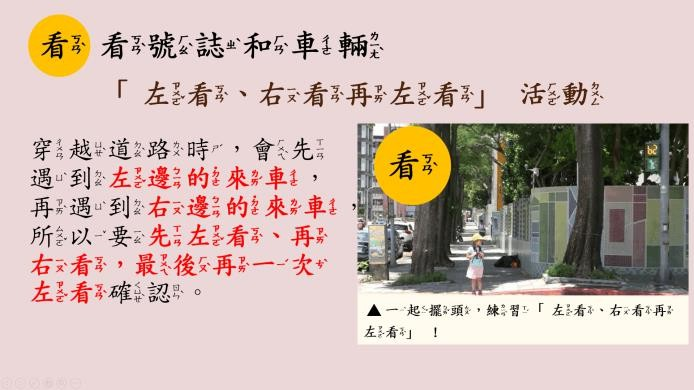 看 看號誌和車輛
「左看、右看再左看」 活動
穿越道路時，會先
遇到左邊的來車，
再遇到右邊的來車，
所以要先左看、再
右看，最後再一次
左看確認。
看
▲一起擺頭，練習「左看、右看再
左看」！